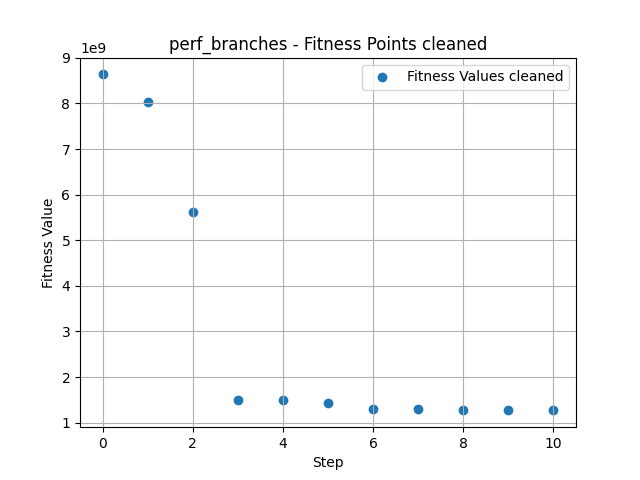 perf_branches - Fitness Points cleaned
1e9
Fitness Values cleaned
9
8
7
6
5
4
3
2
1
Fitness Value
0 2 4 6 8 10
Step